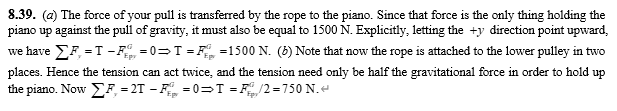 8.39. (a) The force of your pull is transferred by the rope to the piano. Since that force is the only thing holding the
piano up against the pull of gravity, it must also be equal to 1500 N. Explicitly, letting the +y direction point upward,
we have ∑F_y = T − F^G_Epy = 0 ⇒ T = F^G_Epy = 1500 N. (b) Note that now the rope is attached to the lower pulley in two
places. Hence the tension can act twice, and the tension need only be half the gravitational force in order to hold up
the piano. Now ∑F_y = 2T − F^G_Epy = 0 ⇒ T = F^G_Epy/2 = 750 N.↵